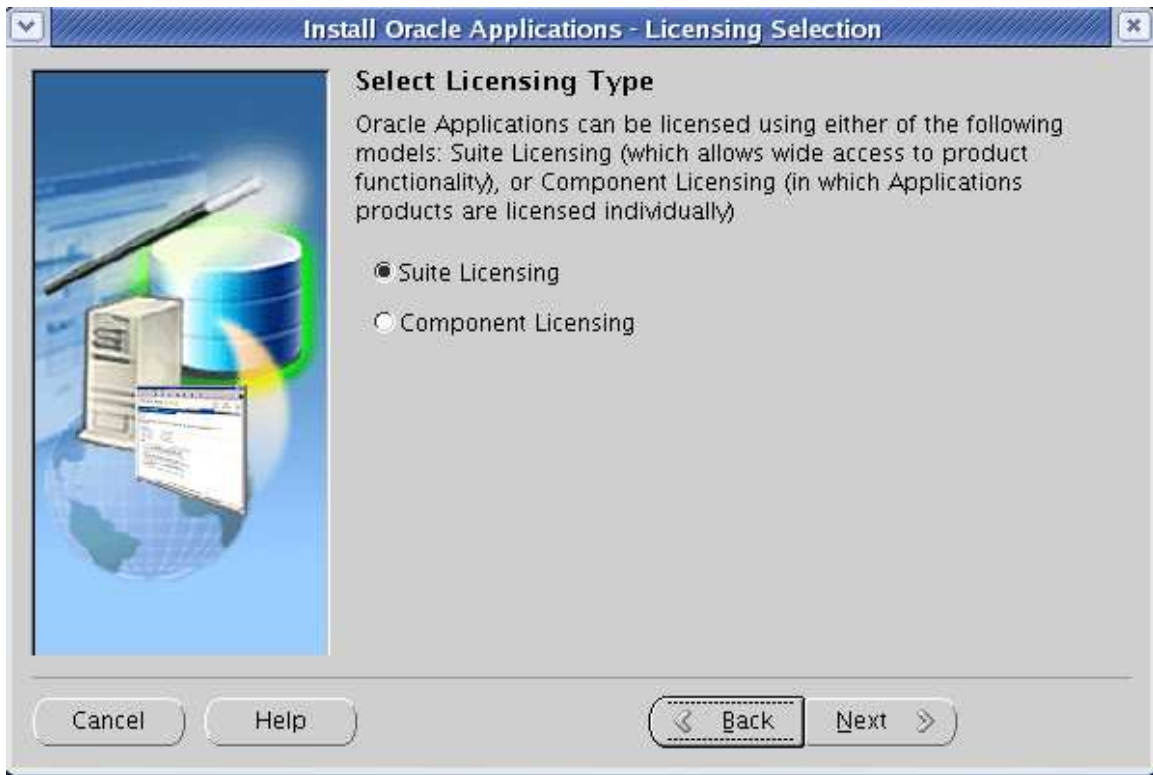 Install Oracle Applications - Licensing Selection
Select Licensing Type
Oracle Applications can be licensed using either of the following
models: Suite Licensing (which allows wide access to product
functionality), or Component Licensing (in which Applications
products are licensed individually)
Suite Licensing
Component Licensing
Cancel
Help
Back
Next